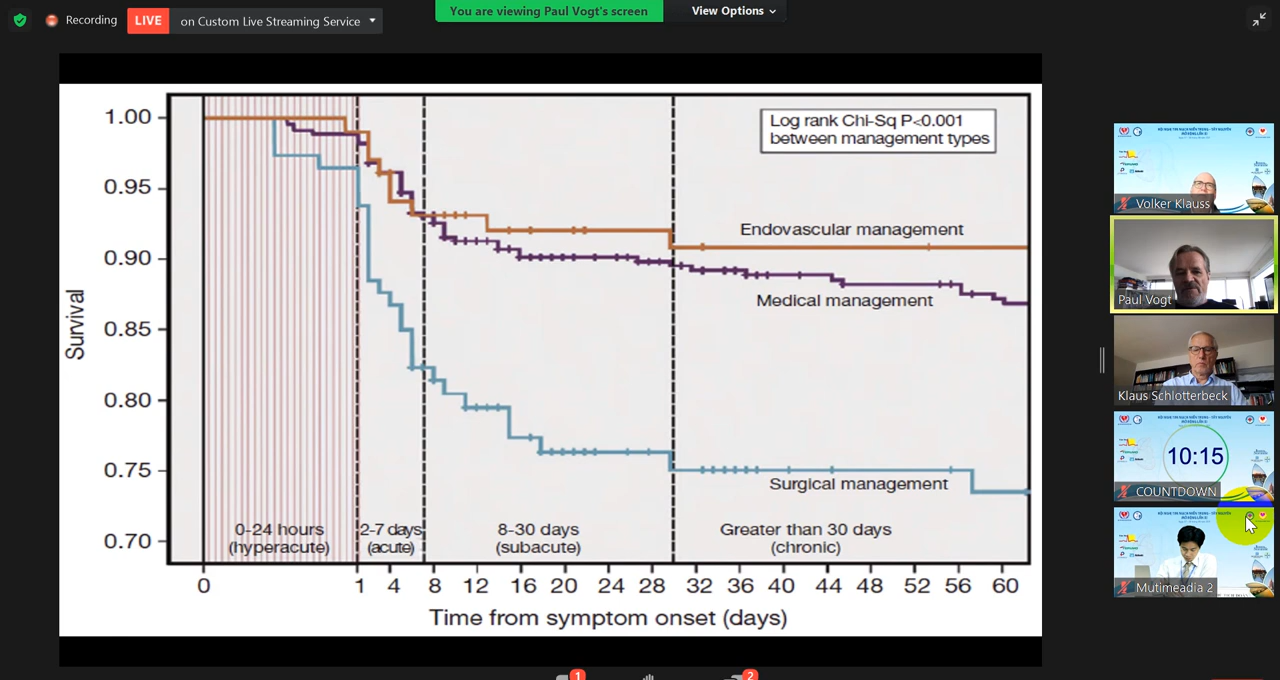 Recording
LIVE
on Custom Live Streaming Service
You are viewing Paul Vogt's screen
View Options
Log rank Chi-Sq P<0.001
between management types
1.00
0.95
0.90
0.85
0.80
0.75
0.70
Survival
Endovascular management
Medical management
Surgical management
0-24 hours
(hyperacute)
2-7 days
(acute)
8-30 days
(subacute)
Greater than 30 days
(chronic)
0 1 4 8 12 16 20 24 28 32 36 40 44 48 52 56 60
Time from symptom onset (days)
Volker Klauss
Paul Vogt
Klaus Schlotterbeck
10:15
COUNTDOWN
Mutimeadia 2
1
2